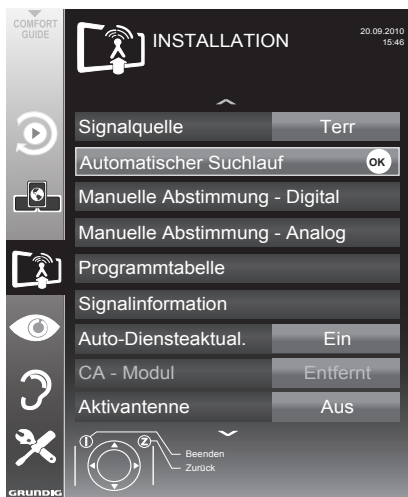 COMFORT
GUIDE
INSTALLATION
20.09.2010
15:46
Signalquelle Terr
Automatischer Suchlauf OK
Manuelle Abstimmung - Digital
Manuelle Abstimmung - Analog
Programmtabelle
Signalinformation
Auto-Diensteaktual. Ein
CA - Modul Entfernt
Aktivantenne Aus
Beenden
Zurück
GRUNDIG